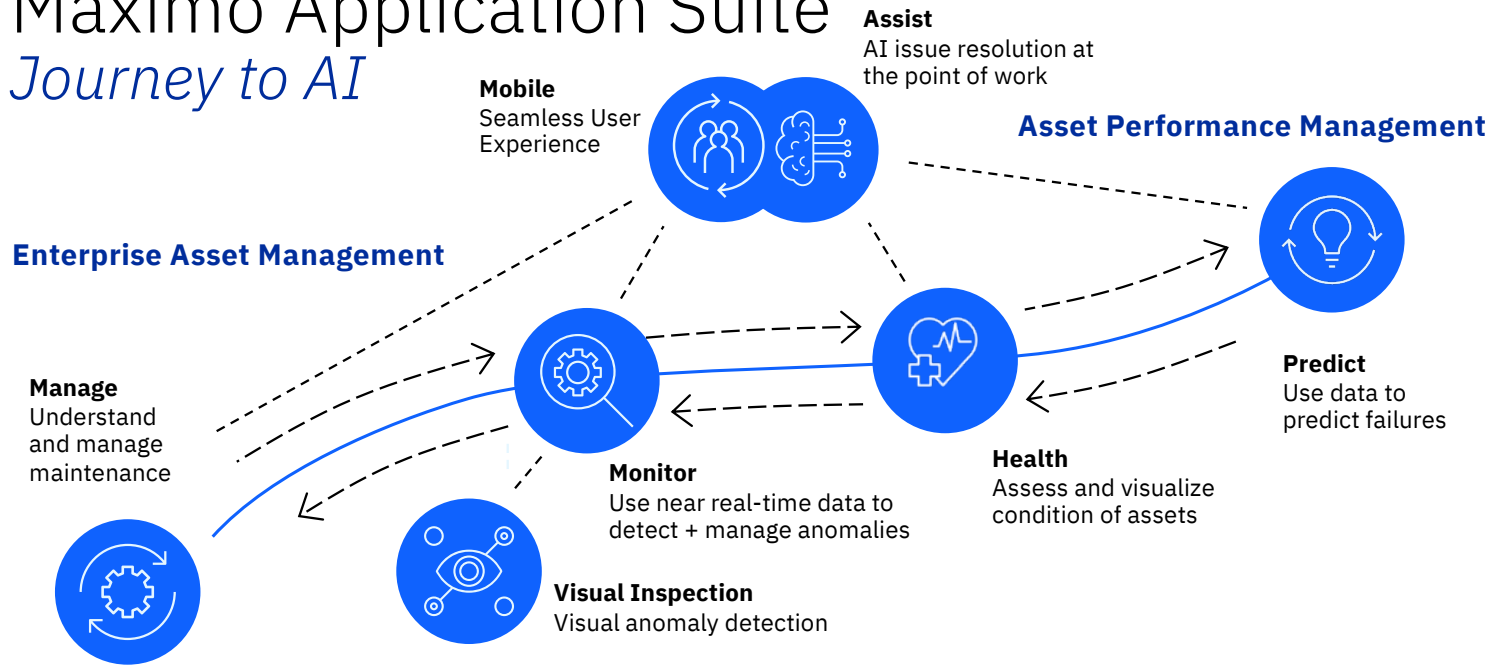 Maximo Application Suite
Journey to AI
Assist
AI issue resolution at
the point of work
Mobile
Seamless User
Experience
Asset Performance Management
Enterprise Asset Management
Manage
Understand
and manage
maintenance
Predict
Use data to
predict failures
Monitor
Use near real-time data to
detect + manage anomalies
Health
Assess and visualize
condition of assets
Visual Inspection
Visual anomaly detection